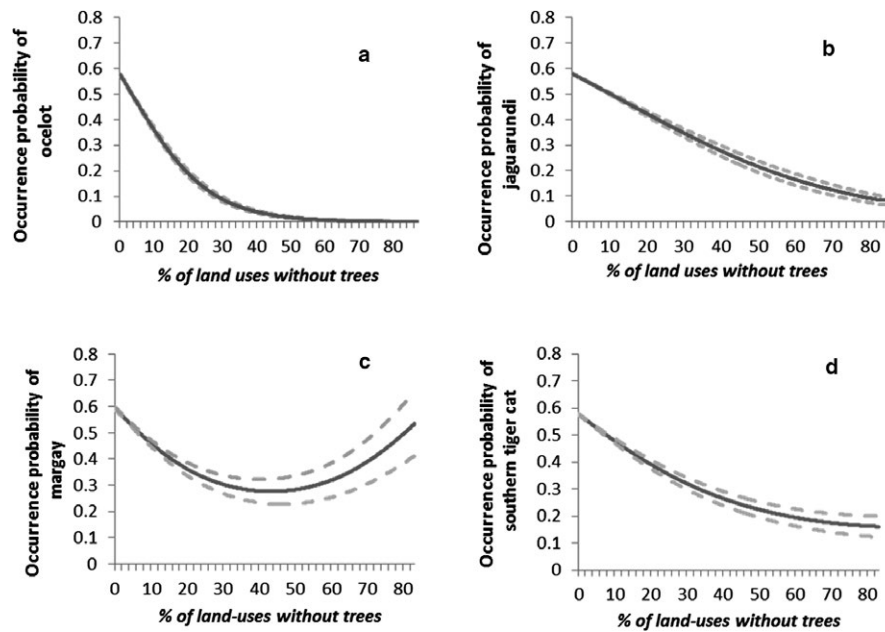 a
Occurrence probability of
ocelot
0.8
0.7
0.6
0.5
0.4
0.3
0.2
0.1
0
0 10 20 30 40 50 60 70 80
% of land uses without trees
b
Occurrence probability of
jaguarundi
0.8
0.7
0.6
0.5
0.4
0.3
0.2
0.1
0
0 10 20 30 40 50 60 70 80
% of land uses without trees
c
Occurrence probability of
margay
0.8
0.7
0.6
0.5
0.4
0.3
0.2
0.1
0
0 10 20 30 40 50 60 70 80
% of land-uses without trees
d
Occurrence probability of
southern tiger cat
0.8
0.7
0.6
0.5
0.4
0.3
0.2
0.1
0
0 10 20 30 40 50 60 70 80
% of land-uses without trees